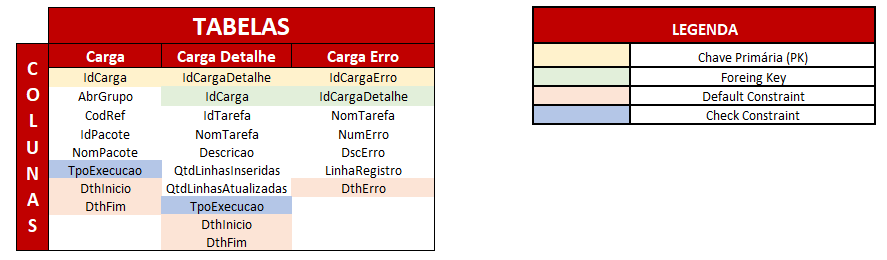 TABELAS
COLUNAS
Carga Carga Detalhe Carga Erro
IdCarga IdCargaDetalhe IdCargaErro
AbrGrupo IdCarga IdCargaDetalhe
CodRef IdTarefa NomTarefa
IdPacote NomTarefa NumErro
NomPacote Descricao DscErro
TpoExecucao QtdLinhasInseridas LinhaRegistro
DthInicio QtdLinhasAtualizadas DthErro
DthFim TpoExecucao
DthInicio
DthFim
LEGENDA
Chave Primária (PK)
Foreing Key
Default Constraint
Check Constraint